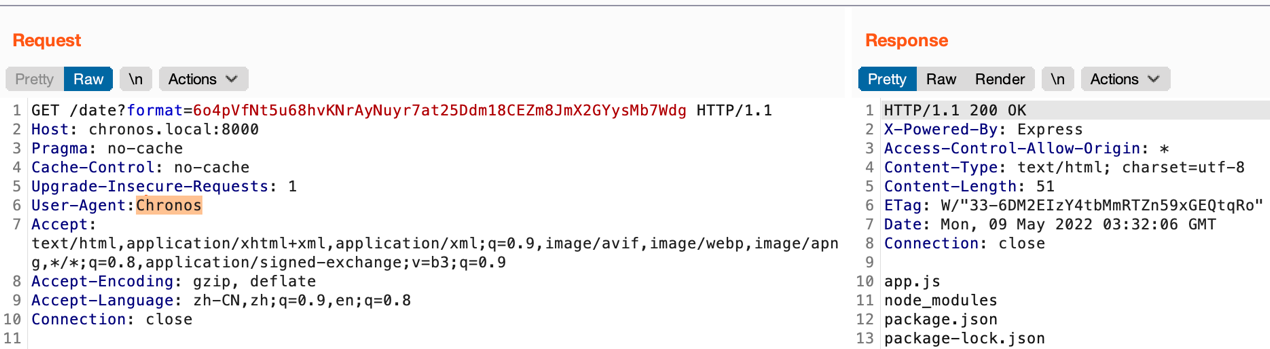 Request
Pretty Raw \n Actions
1 GET /date?format=6o4pVfNt5u68hvKNrAyNuyr7at25Ddm18CEZm8JmX2GYysMb7Wdg HTTP/1.1
2 Host: chronos.local:8000
3 Pragma: no-cache
4 Cache-Control: no-cache
5 Upgrade-Insecure-Requests: 1
6 User-Agent:Chronos
7 Accept:
text/html,application/xhtml+xml,application/xml;q=0.9,image/avif,image/webp,image/apn
g,*/*;q=0.8,application/signed-exchange;v=b3;q=0.9
8 Accept-Encoding: gzip, deflate
9 Accept-Language: zh-CN,zh;q=0.9,en;q=0.8
10 Connection: close
11
Response
Pretty Raw Render \n Actions
1 HTTP/1.1 200 OK
2 X-Powered-By: Express
3 Access-Control-Allow-Origin: *
4 Content-Type: text/html; charset=utf-8
5 Content-Length: 51
6 ETag: W/"33-6DM2EIzY4tbMmRTZn59xGEQtqRo"
7 Date: Mon, 09 May 2022 03:32:06 GMT
8 Connection: close
9
10 app.js
11 node_modules
12 package.json
13 package-lock.json